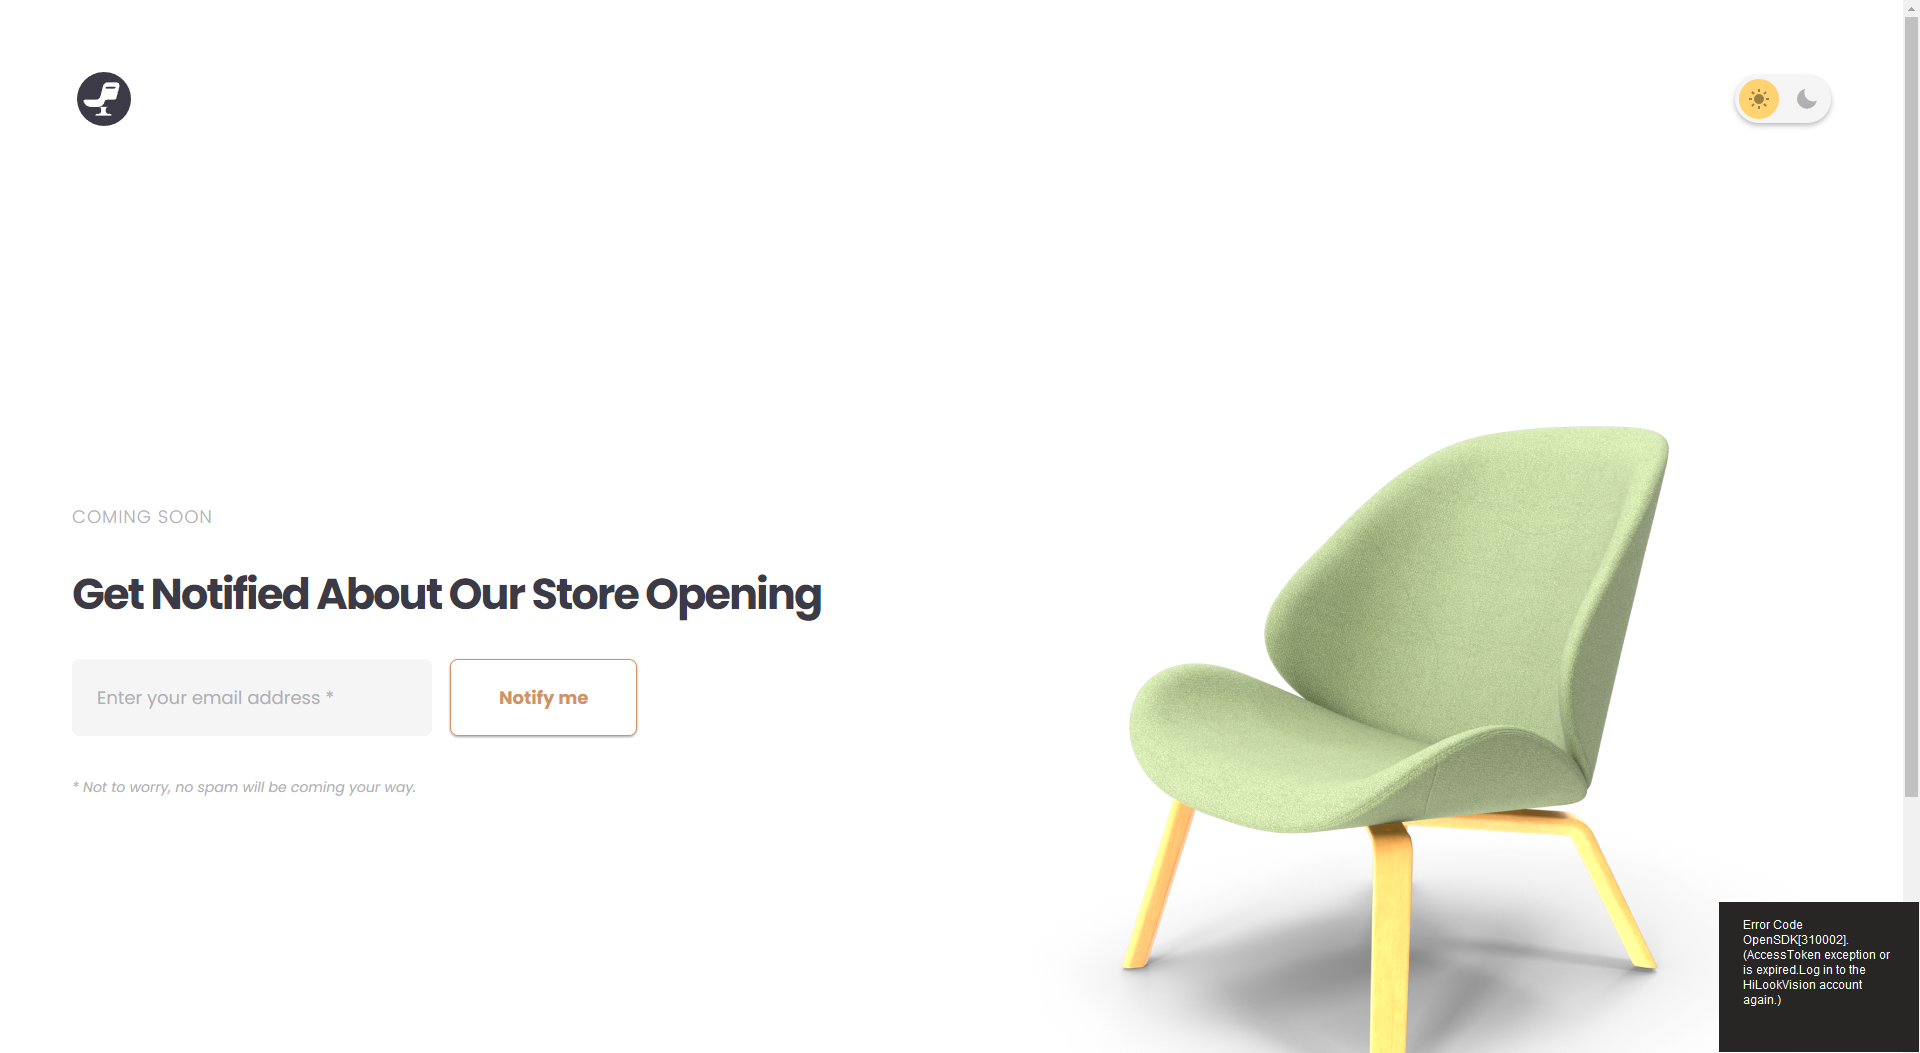 COMING SOON
Get Notified About Our Store Opening
Enter your email address *
Notify me
* Not to worry, no spam will be coming your way.
Error Code
OpenSDK[310002].
(AccessToken exception or
is expired.Log in to the
HiLookVision account
again.)